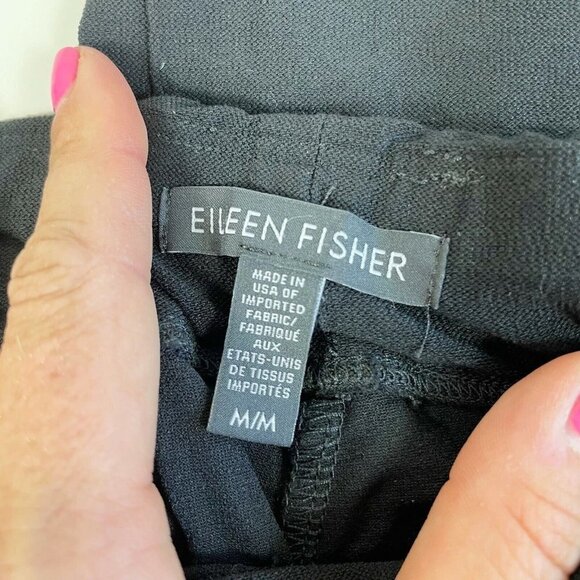 EILEEN FISHER
MADE IN
USA OF
IMPORTED
FABRIC/
FABRIQUÉ
AUX
ETATS-UNIS
DE TISSUS
IMPORTÉS
M/M